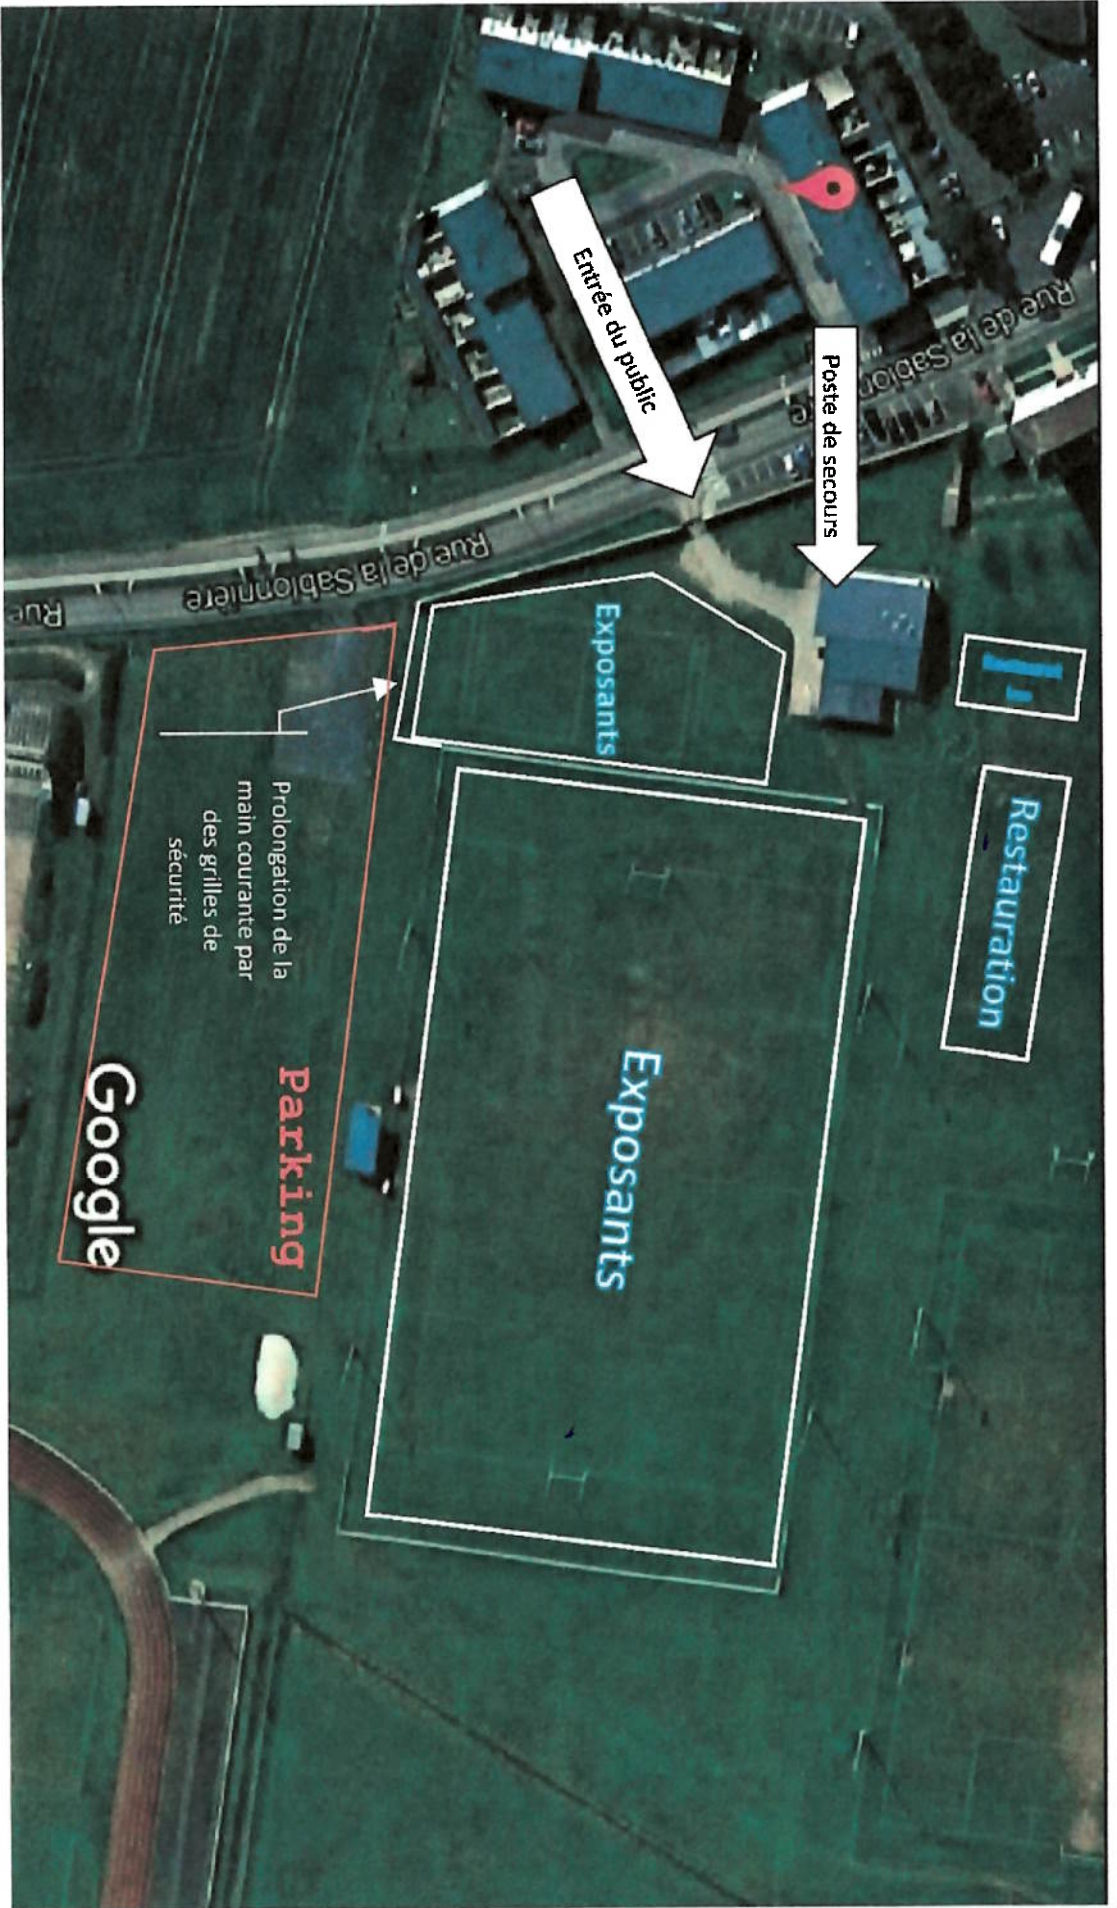 Rue de la Sablonnière
Poste de secours
Entrée du public
Rue de la Sablonnière
Rue
Exposants
Restauration
Exposants
Prolongation de la
main courante par
des grilles de
sécurité
Parking
Google